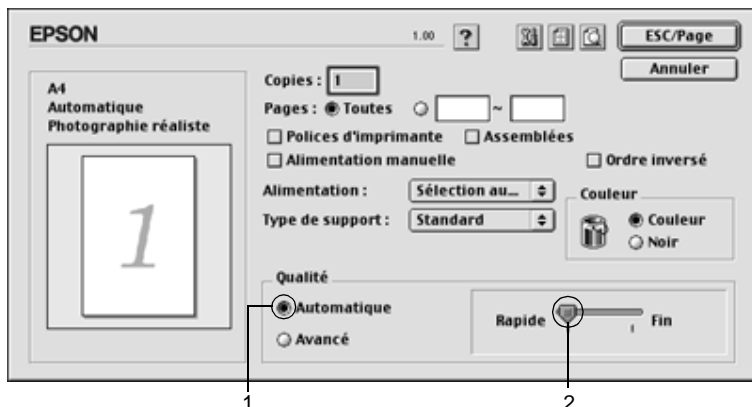 EPSON
1.00 ? ESC/Page
Annuler
A4
Automatique
Photographie réaliste
1
Copies : 1
Pages : Toutes ~
Polices d'imprimante Assemblées
Alimentation manuelle Ordre inversé
Alimentation : Sélection au...
Type de support : Standard
Couleur
Couleur
Noir
Qualité
Automatique
Avancé
Rapide Fin
1 2